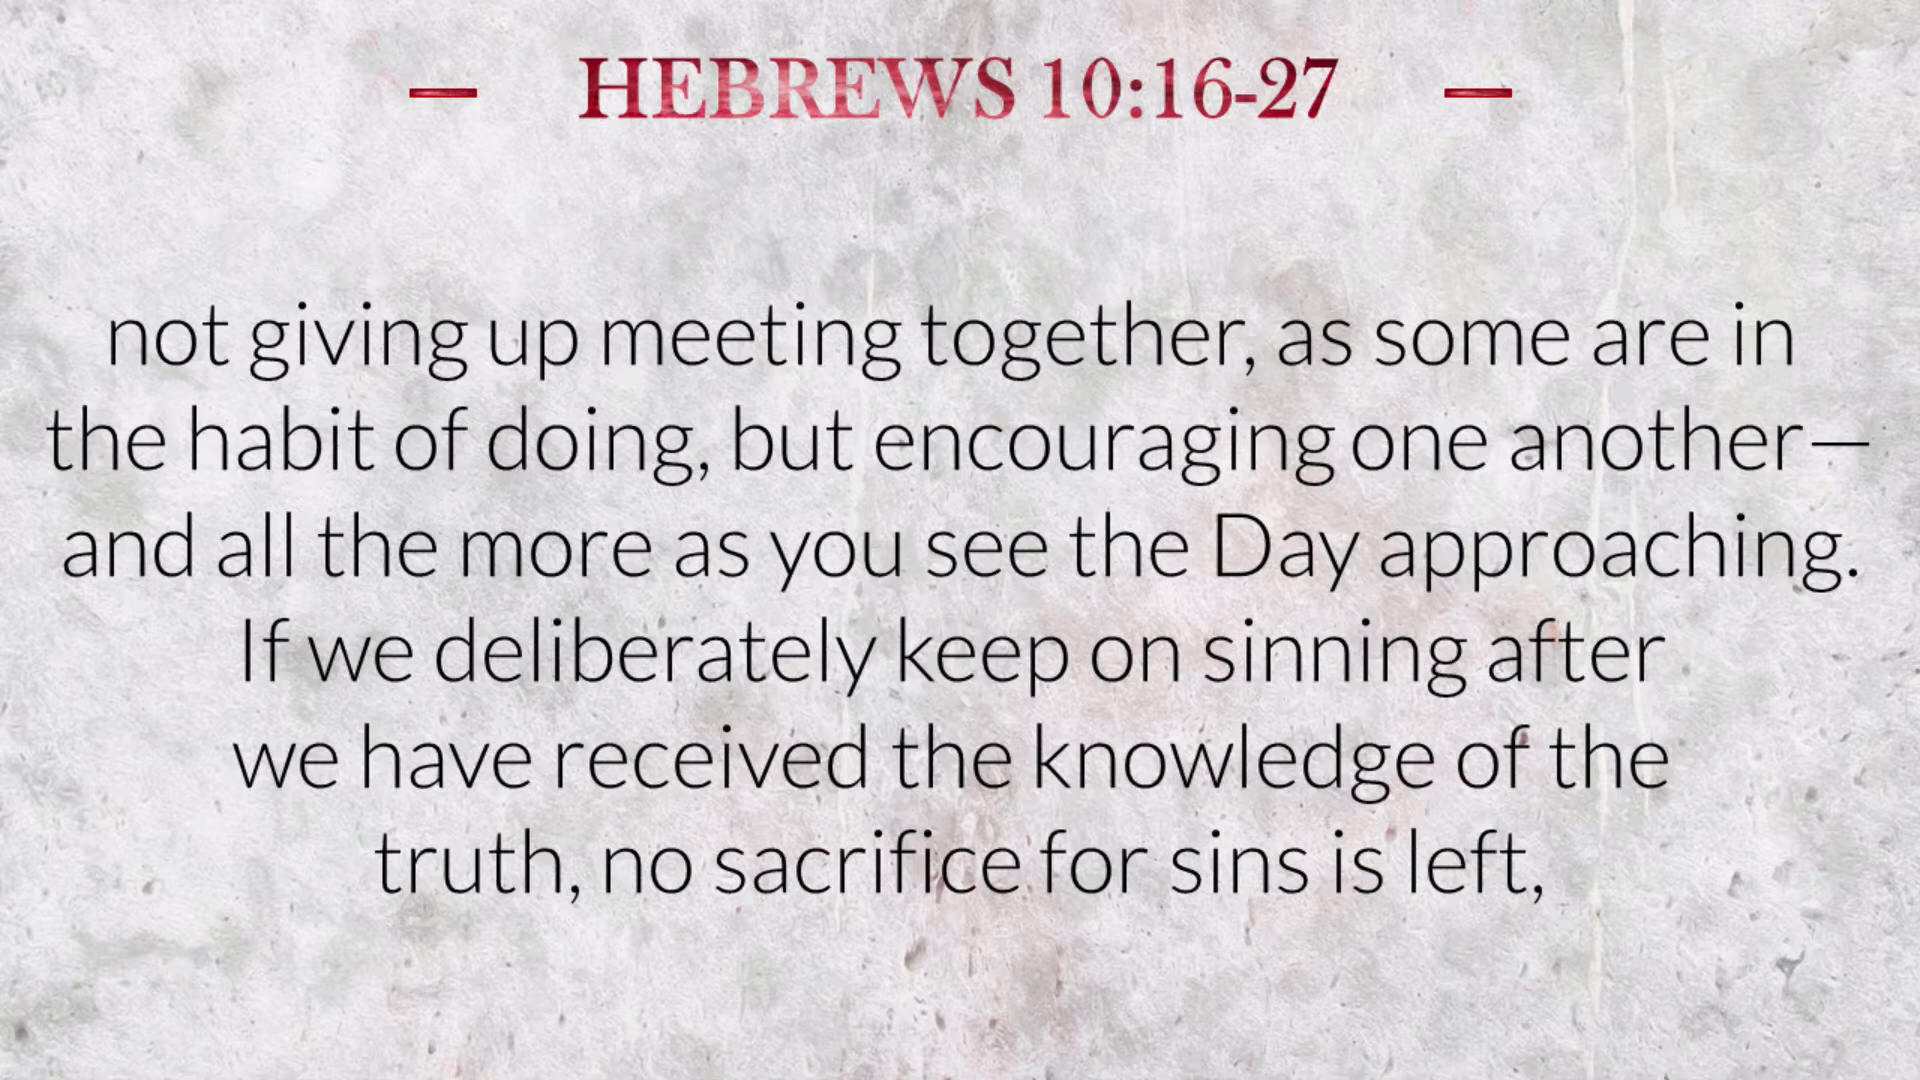 — HEBREWS 10:16-27 —
not giving up meeting together, as some are in
the habit of doing, but encouraging one another—
and all the more as you see the Day approaching.
If we deliberately keep on sinning after
we have received the knowledge of the
truth, no sacrifice for sins is left,